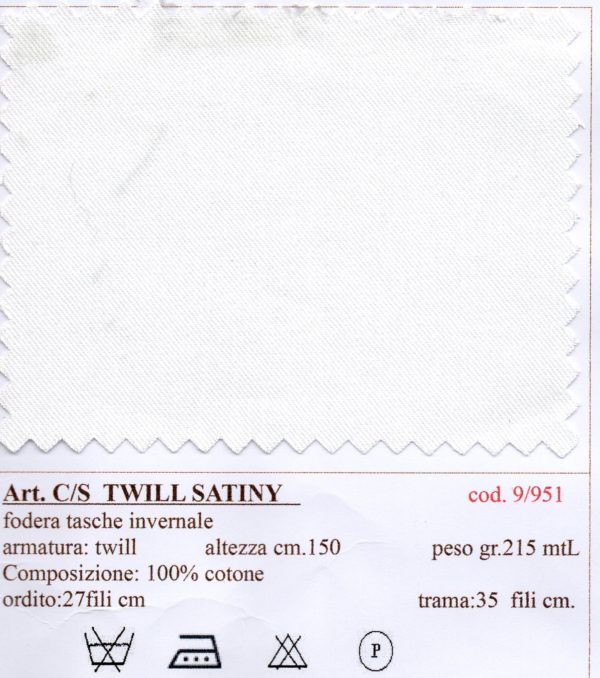 Art. C/S TWILL SATINY cod. 9/951
fodera tasche invernale
armatura: twill altezza cm.150 peso gr.215 mtL
Composizione: 100% cotone
ordito:27fili cm trama:35 fili cm.
P